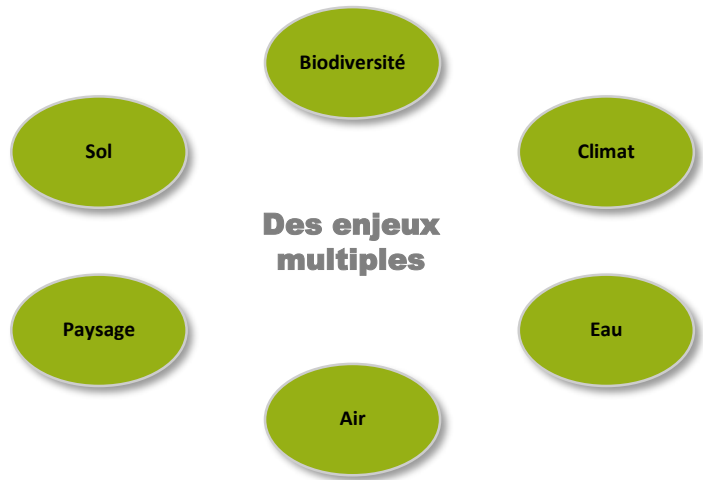 Biodiversité
Sol
Climat
Des enjeux
multiples
Paysage
Eau
Air